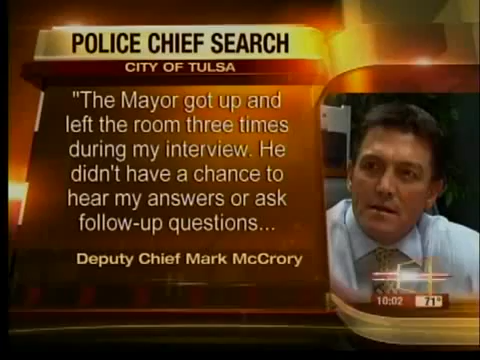 POLICE CHIEF SEARCH
CITY OF TULSA
"The Mayor got up and
left the room three times
during my interview. He
didn't have a chance to
hear my answers or ask
follow-up questions...
Deputy Chief Mark McCrory
10:02 71°